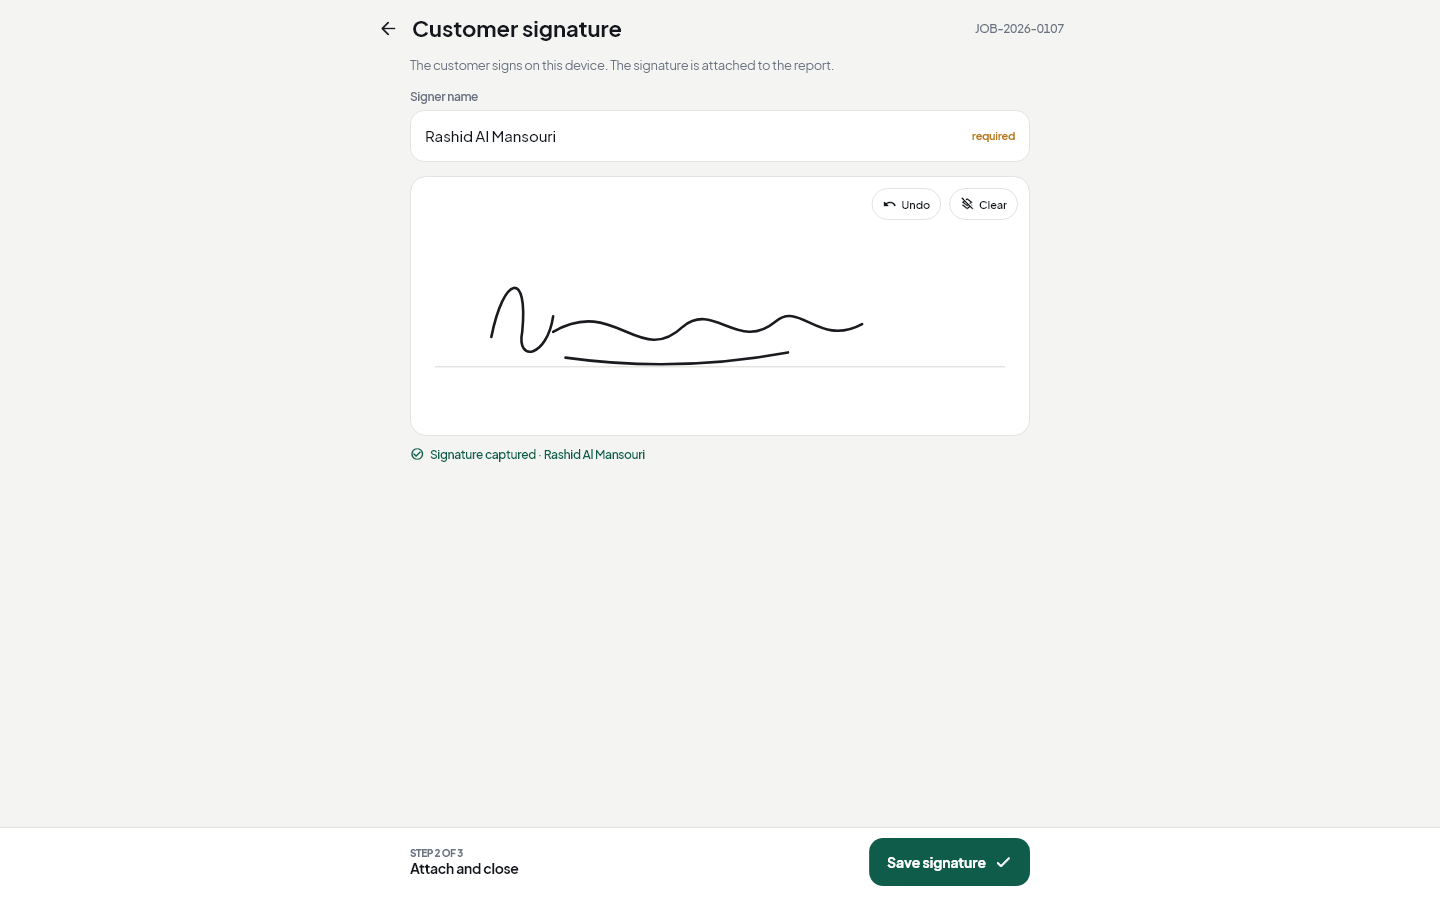 Customer signature
JOB-2026-0107
The customer signs on this device. The signature is attached to the report.
Signer name
Rashid Al Mansouri
required
Undo
Clear
Signature captured · Rashid Al Mansouri
STEP 2 OF 3
Attach and close
Save signature